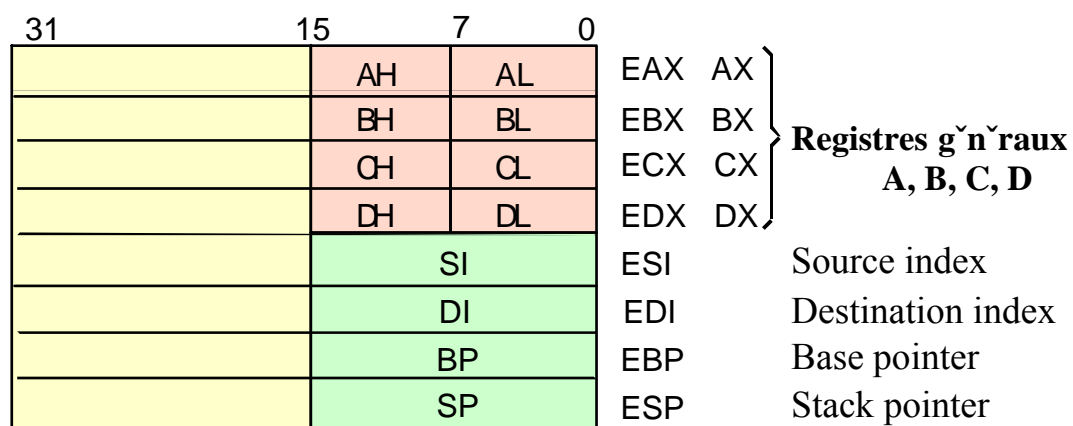 31 15 7 0
AH AL EAX AX
BH BL EBX BX
CH CL ECX CX
DH DL EDX DX
Registres gˇnˇraux
A, B, C, D
SI ESI Source index
DI EDI Destination index
BP EBP Base pointer
SP ESP Stack pointer